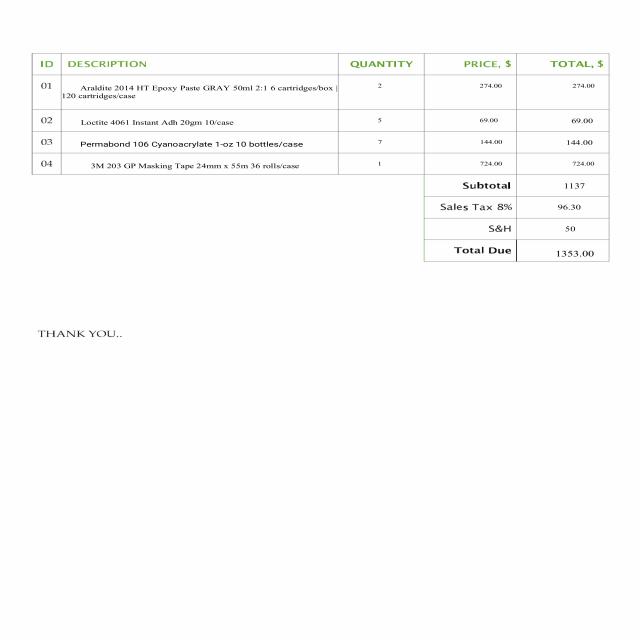 ID DESCRIPTION QUANTITY PRICE, $ TOTAL, $
01 Araldite 2014 HT Epoxy Paste GRAY 50ml 2:1 6 cartridges/box | 2 274.00 274.00
120 cartridges/case
02 Loctite 4061 Instant Adh 20gm 10/case 5 69.00 69.00
03 Permabond 106 Cyanoacrylate 1-oz 10 bottles/case 7 144.00 144.00
04 3M 203 GP Masking Tape 24mm x 55m 36 rolls/case 1 724.00 724.00
Subtotal 1137
Sales Tax 8% 96.30
S&H 50
Total Due 1353.00
THANK YOU..